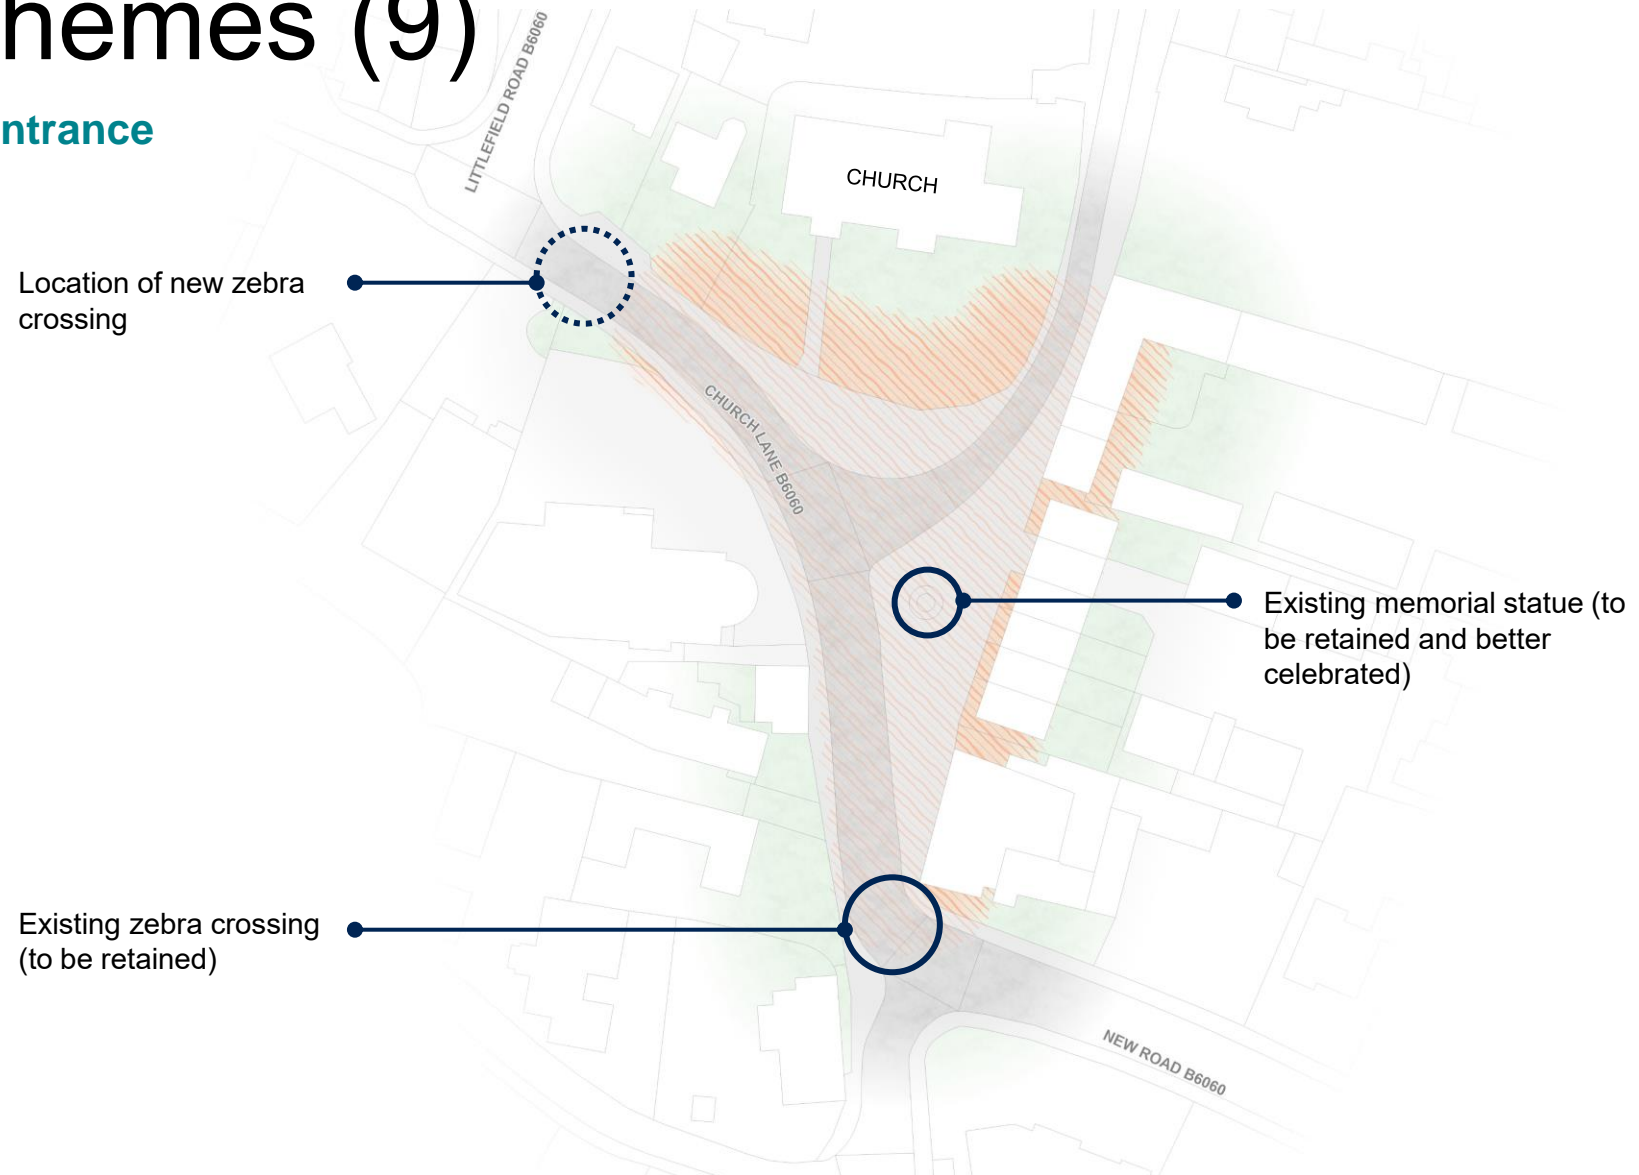 hemes (9)
ntrance
LITTLEFIELD ROAD B6060
CHURCH
Location of new zebra
crossing
CHURCH LANE B6060
Existing memorial statue (to
be retained and better
celebrated)
Existing zebra crossing
(to be retained)
NEW ROAD B6060